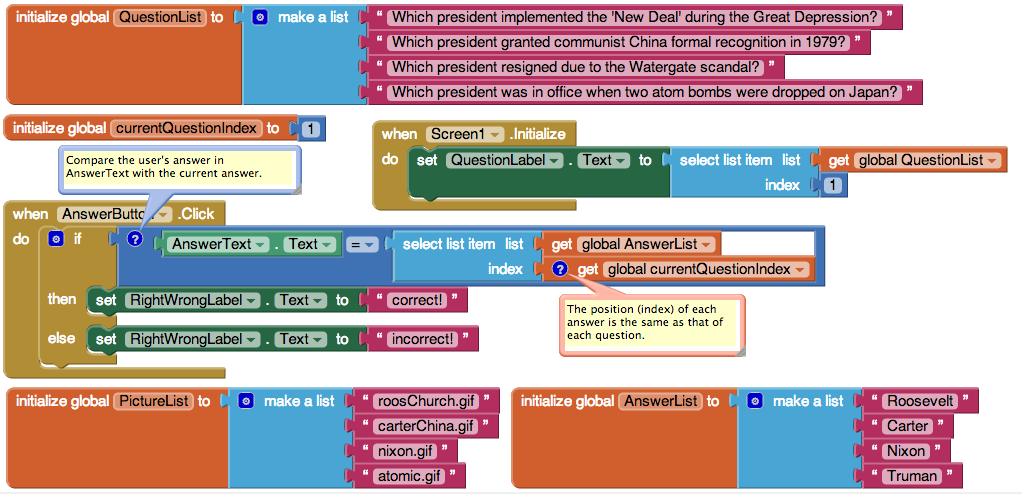 initialize global QuestionList to make a list " Which president implemented the 'New Deal' during the Great Depression? "
" Which president granted communist China formal recognition in 1979? "
" Which president resigned due to the Watergate scandal? "
" Which president was in office when two atom bombs were dropped on Japan? "
initialize global currentQuestionIndex to 1
when Screen1 .Initialize
do set QuestionLabel . Text to select list item list get global QuestionList
index 1
Compare the user's answer in
AnswerText with the current answer.
when .Click
do if ? AnswerText . Text = select list item list get global AnswerList
index ? get global currentQuestionIndex
then set RightWrongLabel . Text to " correct! "
else set RightWrongLabel . Text to " incorrect! "
The position (index) of each
answer is the same as that of
each question.
initialize global PictureList to make a list " roosChurch.gif "
" carterChina.gif "
" nixon.gif "
" atomic.gif "
initialize global AnswerList to make a list " Roosevelt "
" Carter "
" Nixon "
" Truman "